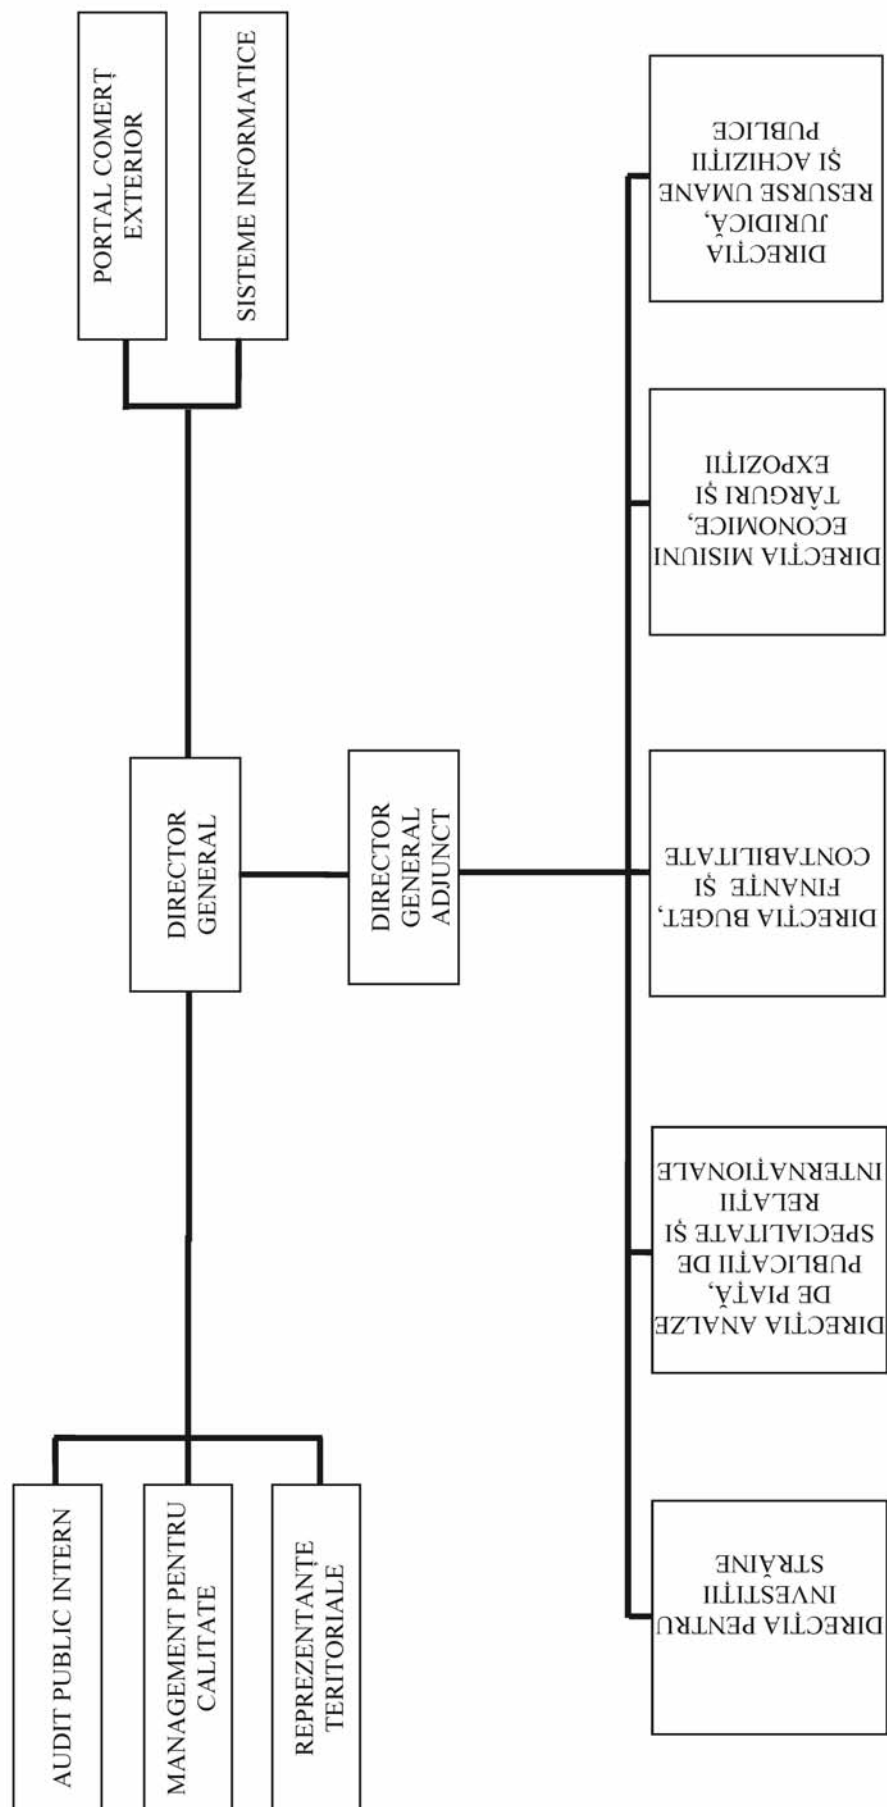 AUDIT PUBLIC INTERN
MANAGEMENT PENTRU
CALITATE
REPREZENTANȚE
TERITORIALE
DIRECTOR
GENERAL
PORTAL COMERȚ
EXTERIOR
SISTEME INFORMATICE
DIRECTOR
GENERAL
ADJUNCT
DIRECȚIA PENTRU
INVESTIȚII
STRĂINE
DIRECȚIA ANALZE
DE PIAȚĂ,
PUBLICAȚII DE
SPECIALITATE ȘI
RELAȚII
INTERNAȚIONALE
DIRECȚIA BUGET,
FINANȚE ȘI
CONTABILITATE
DIRECȚIA MISIUNI
ECONOMICE,
TÂRGURI ȘI
EXPOZIȚII
DIRECȚIA
JURIDICĂ,
RESURSE UMANE
ȘI ACHIZIȚII
PUBLICE